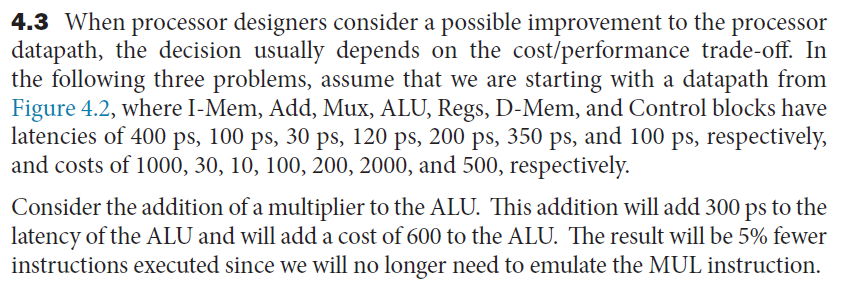 4.3 When processor designers consider a possible improvement to the processor
datapath, the decision usually depends on the cost/performance trade-off. In
the following three problems, assume that we are starting with a datapath from
Figure 4.2, where I-Mem, Add, Mux, ALU, Regs, D-Mem, and Control blocks have
latencies of 400 ps, 100 ps, 30 ps, 120 ps, 200 ps, 350 ps, and 100 ps, respectively,
and costs of 1000, 30, 10, 100, 200, 2000, and 500, respectively.
Consider the addition of a multiplier to the ALU. This addition will add 300 ps to the
latency of the ALU and will add a cost of 600 to the ALU. The result will be 5% fewer
instructions executed since we will no longer need to emulate the MUL instruction.